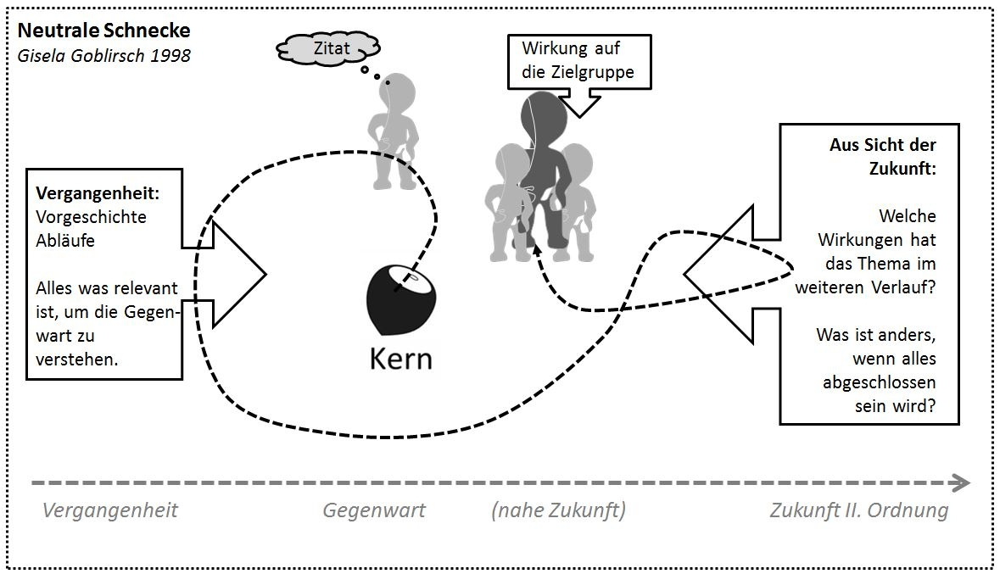 Neutrale Schnecke
Gisela Goblirsch 1998
Zitat
Wirkung auf
die Zielgruppe
Vergangenheit:
Vorgeschichte
Abläufe
Alles was relevant
ist, um die Gegen-
wart zu
verstehen.
Kern
Aus Sicht der
Zukunft:
Welche
Wirkungen hat
das Thema im
weiteren Verlauf?
Was ist anders,
wenn alles
abgeschlossen
sein wird?
Vergangenheit
Gegenwart
(nahe Zukunft)
Zukunft II. Ordnung